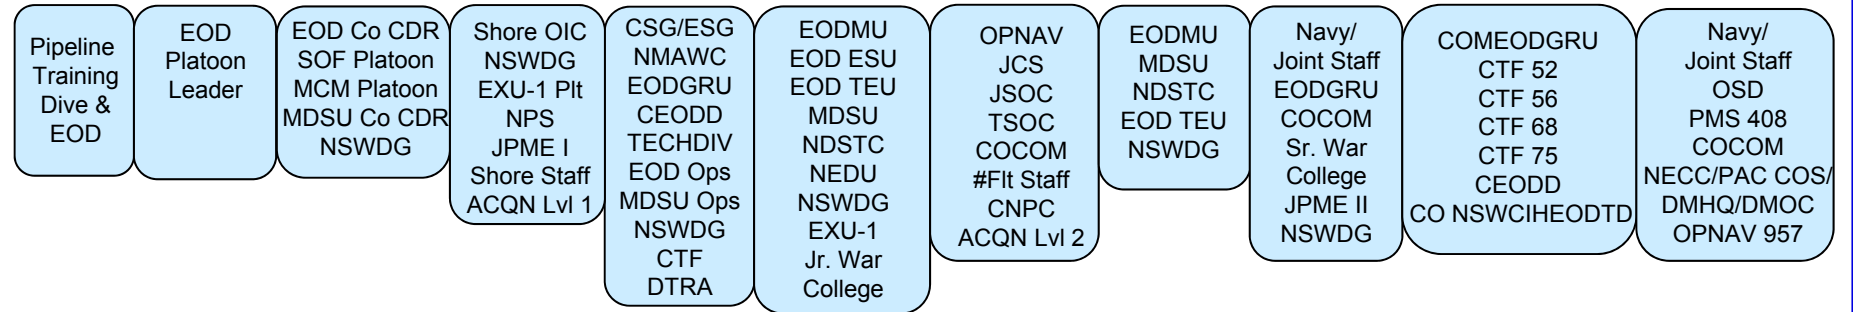 Pipeline
Training
Dive &
EOD
EOD
Platoon
Leader
EOD Co CDR
SOF Platoon
MCM Platoon
MDSU Co CDR
NSWDG
Shore OIC
NSWDG
EXU-1 Plt
NPS
JPME I
Shore Staff
ACQN Lvl 1
CSG/ESG
NMAWC
EODGRU
CEODD
TECHDIV
EOD Ops
MDSU Ops
NSWDG
CTF
DTRA
EODMU
EOD ESU
EOD TEU
MDSU
NDSTC
NEDU
NSWDG
EXU-1
Jr. War
College
OPNAV
JCS
JSOC
TSOC
COCOM
#Flt Staff
CNPC
ACQN Lvl 2
EODMU
MDSU
NDSTC
EOD TEU
NSWDG
Navy/
Joint Staff
EODGRU
COCOM
Sr. War
College
JPME II
NSWDG
COMEODGRU
CTF 52
CTF 56
CTF 68
CTF 75
CEODD
CO NSWCIHEODTD
Navy/
Joint Staff
OSD
PMS 408
COCOM
NECC/PAC COS/
DMHQ/DMOC
OPNAV 957